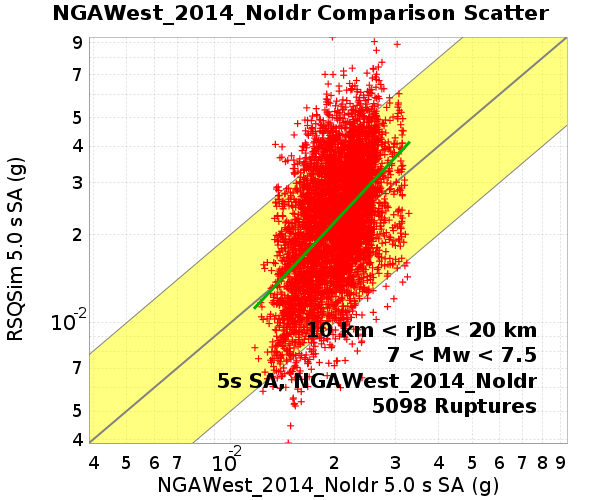 NGAWest_2014_NoIdr Comparison Scatter
RSQSim 5.0 s SA (g)
9
7
5
4
3
2
10-2
7
5
4
10 km < rJB < 20 km
7 < Mw < 7.5
5s SA, NGAWest_2014_NoIdr
5098 Ruptures
4 5 6 7 10-2 2 3 4 5 6 7 8 9
NGAWest_2014_NoIdr 5.0 s SA (g)